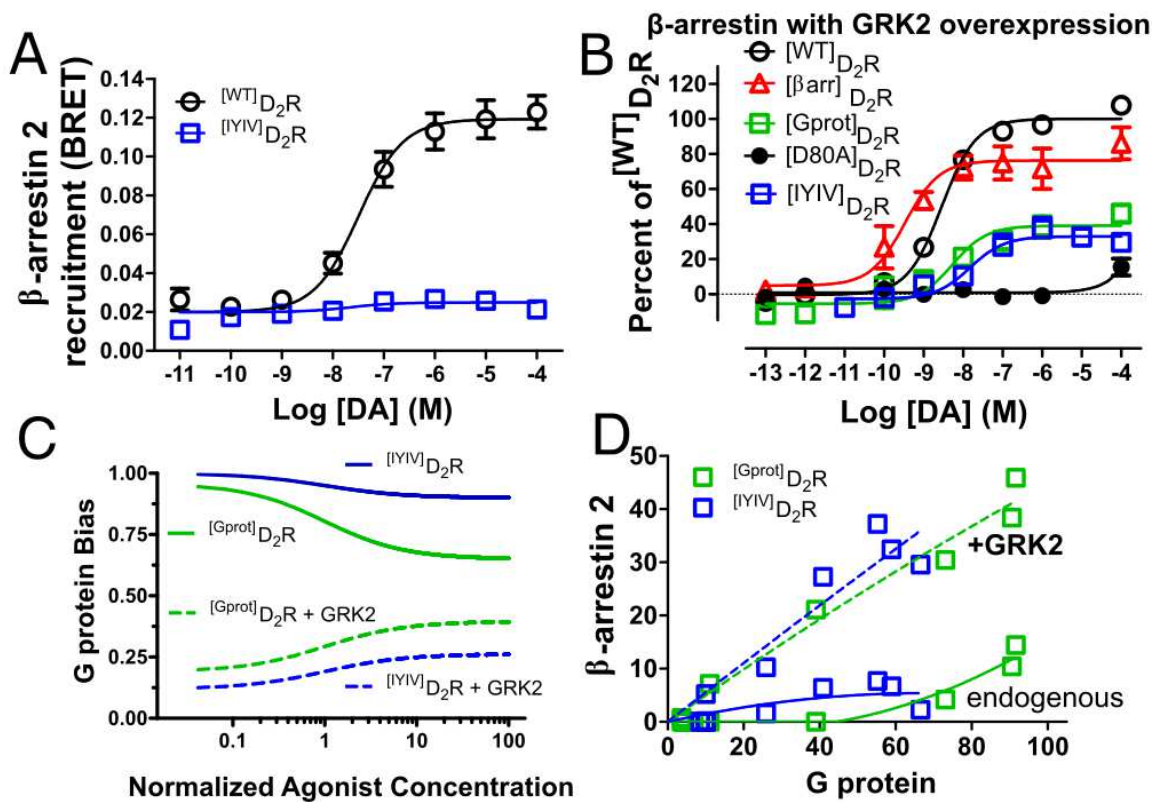 A
β-arrestin 2
recruitment (BRET)
0.14
0.12
0.10
0.08
0.06
0.04
0.02
0.00
[WT]D2R
[IYIV]D2R
-11 -10 -9 -8 -7 -6 -5 -4
Log [DA] (M)
B
β-arrestin with GRK2 overexpression
Percent of [WT]D2R
120
100
80
60
40
20
0
[WT]D2R
[βarr]D2R
[Gprot]D2R
[D80A]D2R
[IYIV]D2R
-13 -12 -11 -10 -9 -8 -7 -6 -5 -4
Log [DA] (M)
C
G protein Bias
1.00
0.75
0.50
0.25
0.00
[IYIV]D2R
[Gprot]D2R
[Gprot]D2R + GRK2
[IYIV]D2R + GRK2
0.1 1 10 100
Normalized Agonist Concentration
D
β-arrestin 2
50
40
30
20
10
0
[Gprot]D2R
[IYIV]D2R
+GRK2
endogenous
0 20 40 60 80 100
G protein